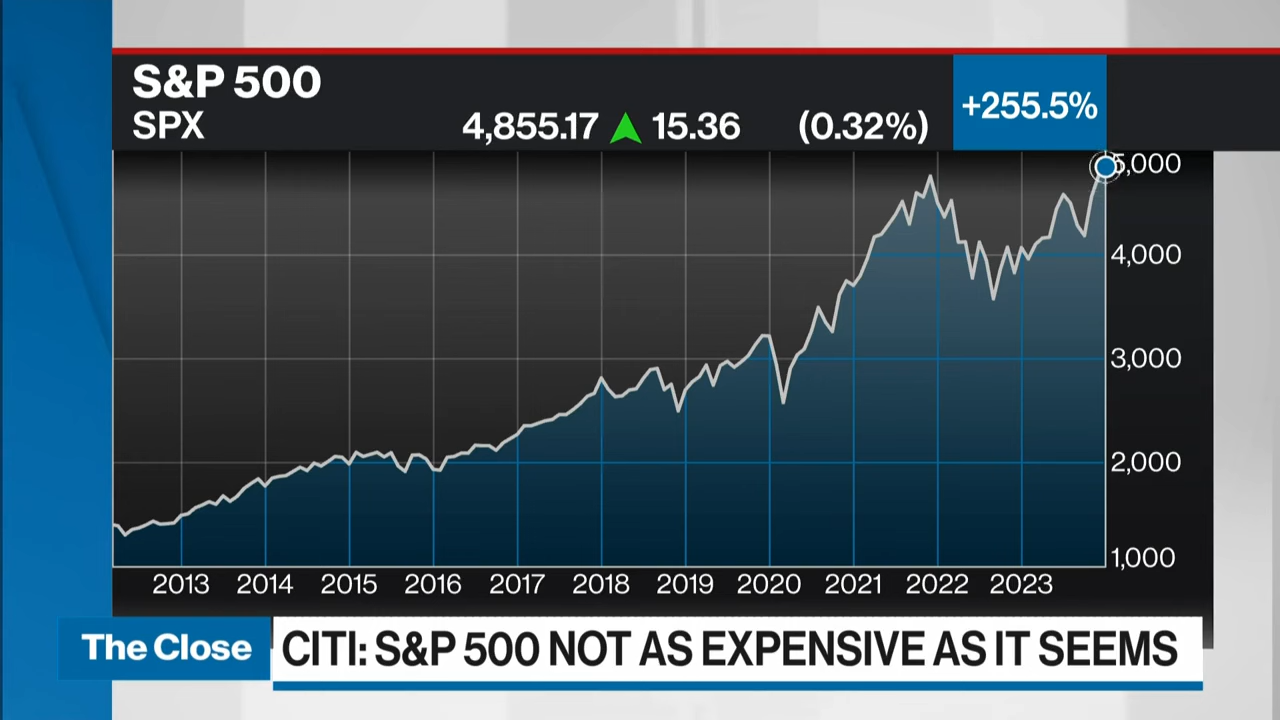 S&P 500
SPX 4,855.17 ▲ 15.36 (0.32%) +255.5%
5,000
4,000
3,000
2,000
1,000
2013 2014 2015 2016 2017 2018 2019 2020 2021 2022 2023
The Close CITI: S&P 500 NOT AS EXPENSIVE AS IT SEEMS